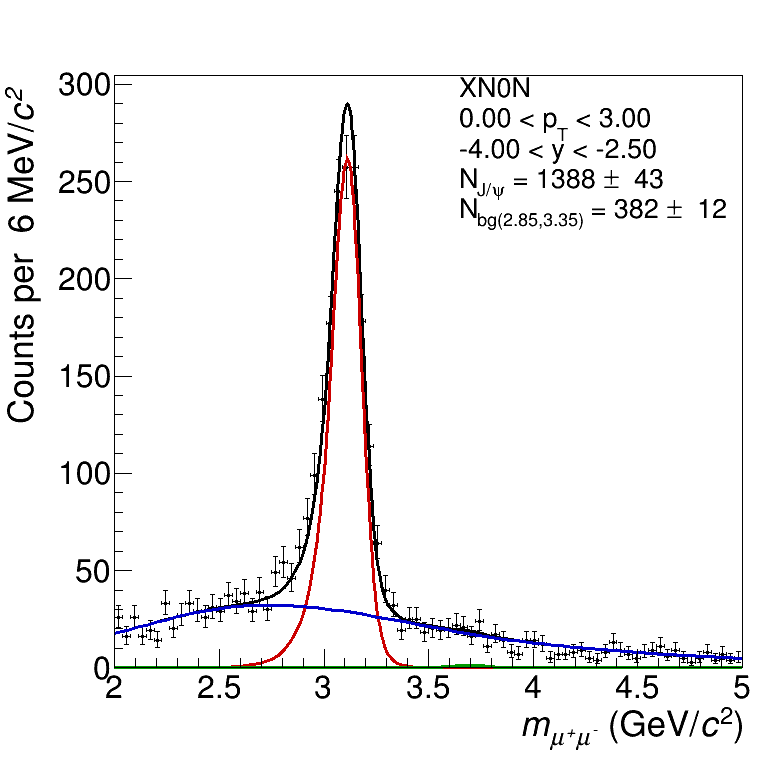 Counts per 6 MeV/c²
300
250
200
150
100
50
0
XN0N
0.00 < p_T < 3.00
-4.00 < y < -2.50
N_J/ψ = 1388 ± 43
N_bg(2.85,3.35) = 382 ± 12
2 2.5 3 3.5 4 4.5 5
m_μ⁺μ⁻ (GeV/c²)